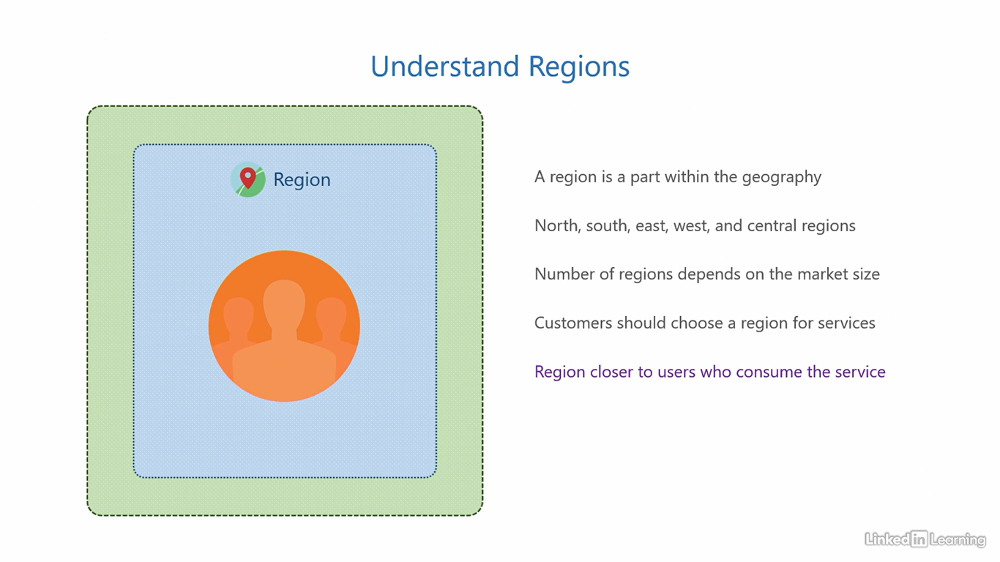 Understand Regions
Region
A region is a part within the geography
North, south, east, west, and central regions
Number of regions depends on the market size
Customers should choose a region for services
Region closer to users who consume the service
Linked in Learning